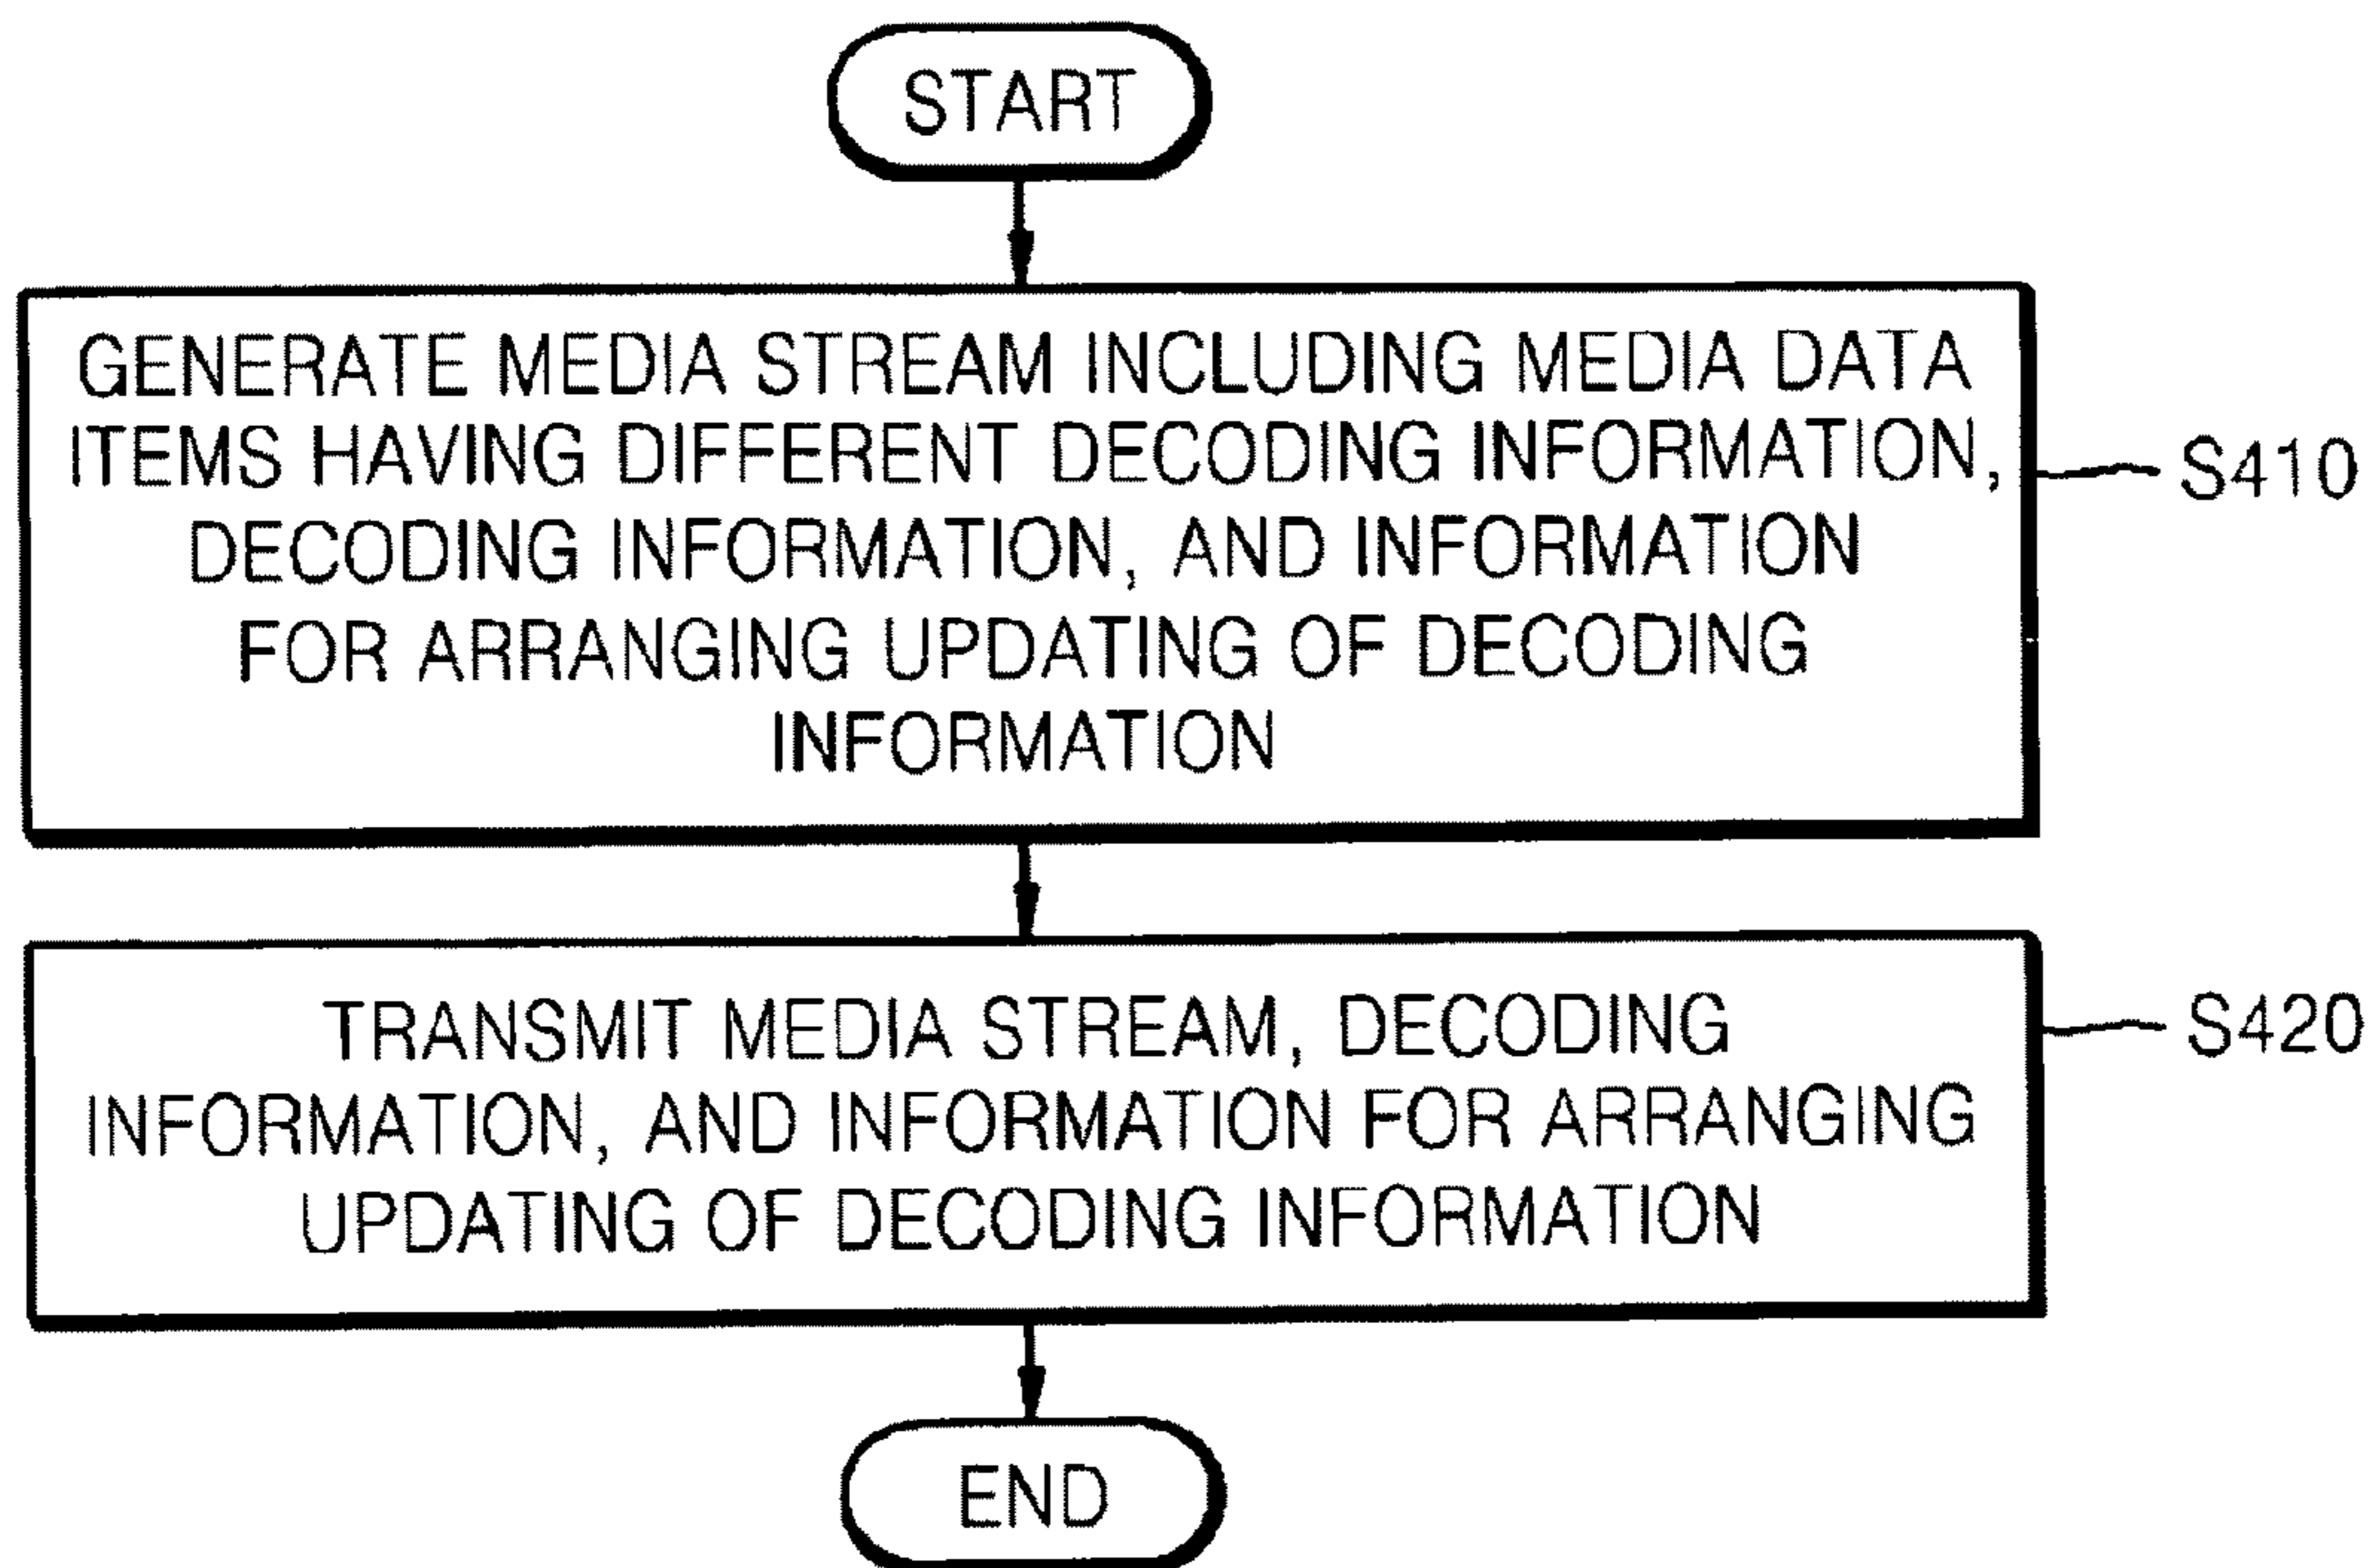 START
GENERATE MEDIA STREAM INCLUDING MEDIA DATA
ITEMS HAVING DIFFERENT DECODING INFORMATION,
DECODING INFORMATION, AND INFORMATION
FOR ARRANGING UPDATING OF DECODING
INFORMATION
S410
TRANSMIT MEDIA STREAM, DECODING
INFORMATION, AND INFORMATION FOR ARRANGING
UPDATING OF DECODING INFORMATION
S420
END